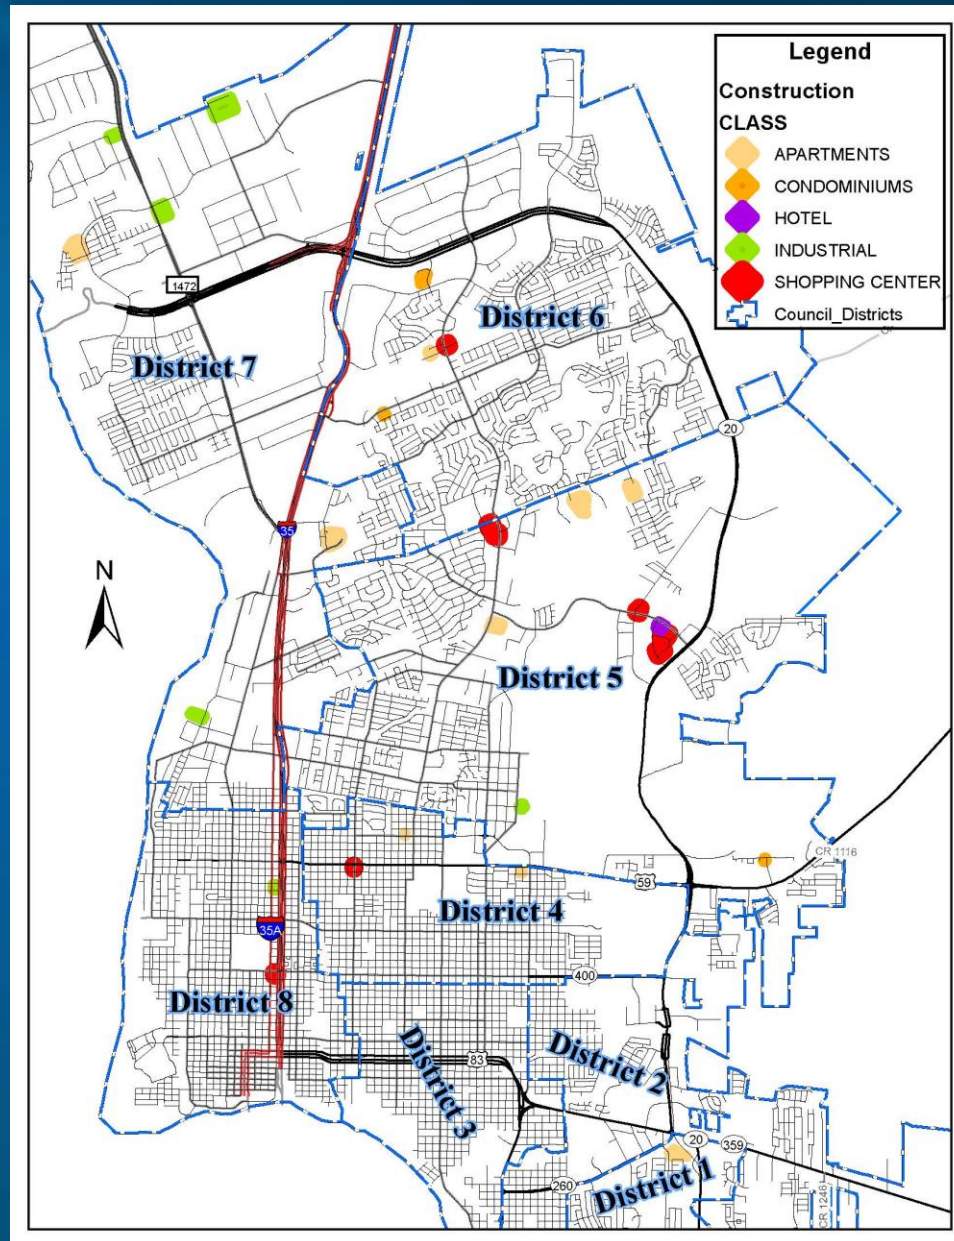 Legend
Construction
CLASS
APARTMENTS
CONDOMINIUMS
HOTEL
INDUSTRIAL
SHOPPING CENTER
Council_Districts
1472
District 6
District 7
20
35
N
District 5
CR 1116
59
District 4
35A
400
District 8
83
District 2
District 3
20
359
260
District 1
CR 1246